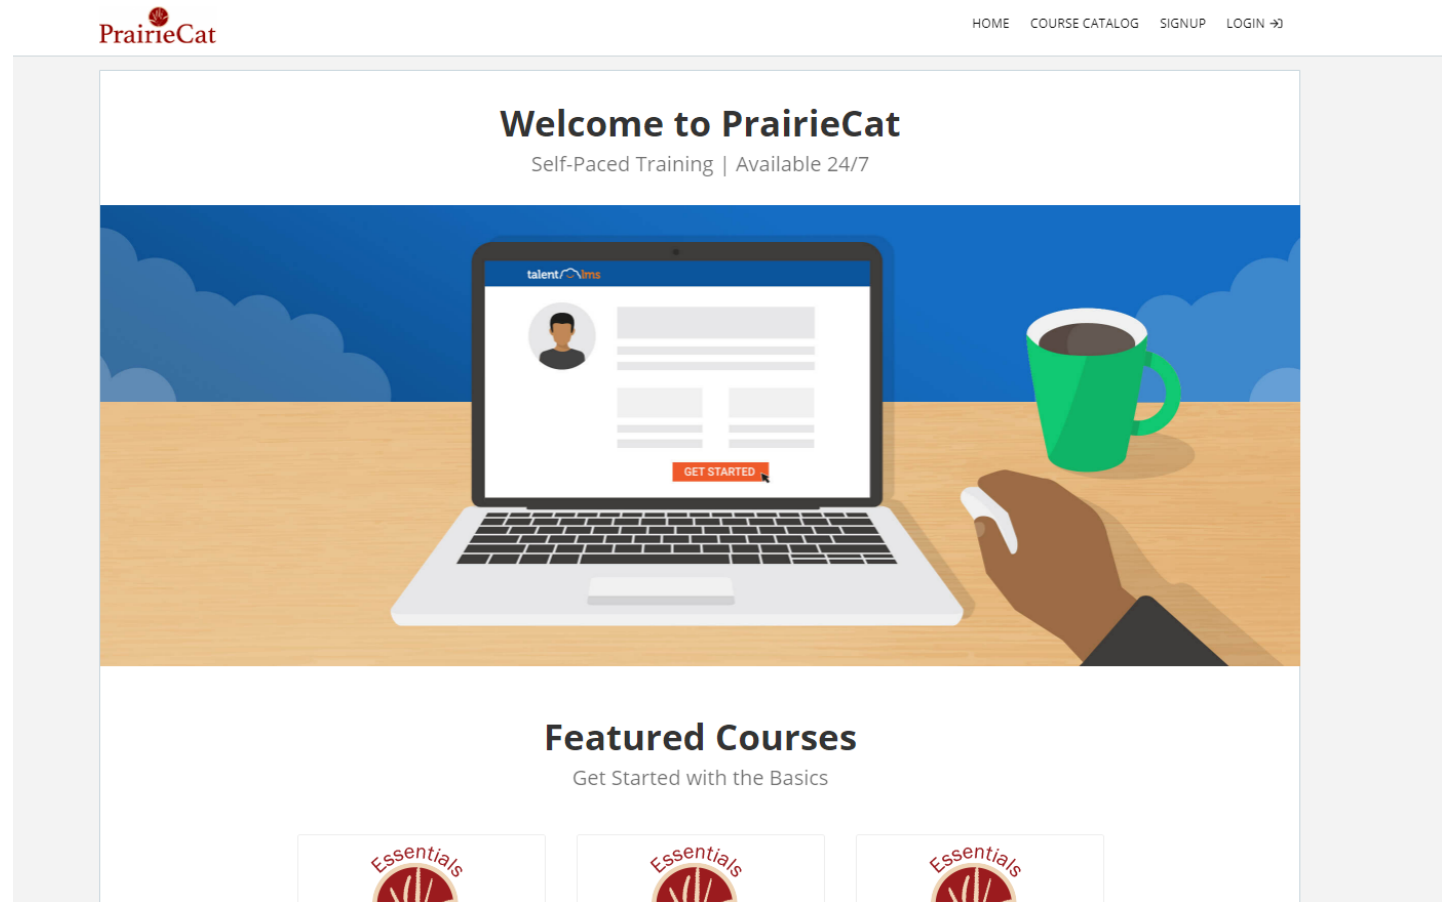 PrairieCat
HOME COURSE CATALOG SIGNUP LOGIN
Welcome to PrairieCat
Self-Paced Training | Available 24/7
talentlms
GET STARTED
Featured Courses
Get Started with the Basics
Essentials Essentials Essentials